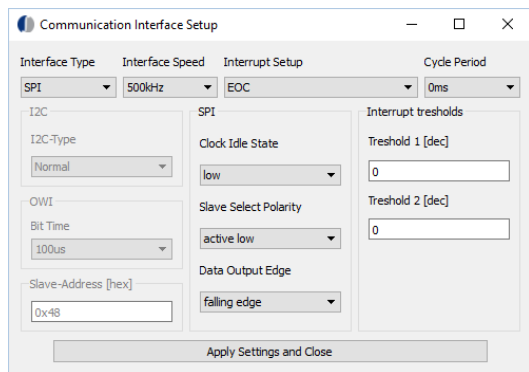 Communication Interface Setup
Interface Type Interface Speed Interrupt Setup Cycle Period
SPI 500kHz EOC 0ms
I2C
I2C-Type
Normal
OWI
Bit Time
100us
Slave-Address [hex]
0x48
SPI
Clock Idle State
low
Slave Select Polarity
active low
Data Output Edge
falling edge
Interrupt tresholds
Treshold 1 [dec]
0
Treshold 2 [dec]
0
Apply Settings and Close